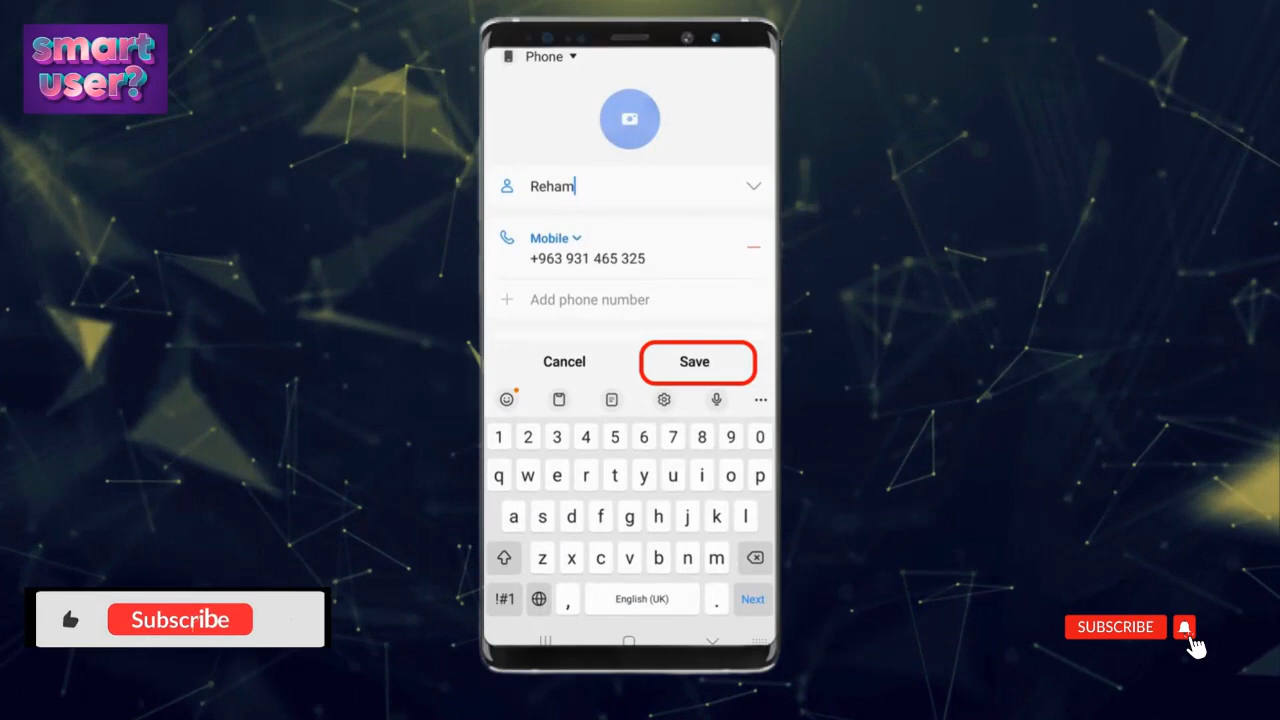 smart
user?
Phone
Reham
Mobile
+963 931 465 325
Add phone number
Cancel
Save
1 2 3 4 5 6 7 8 9 0
q w e r t y u i o p
a s d f g h j k l
z x c v b n m
!#1 , English (UK) . Next
Subscribe
SUBSCRIBE